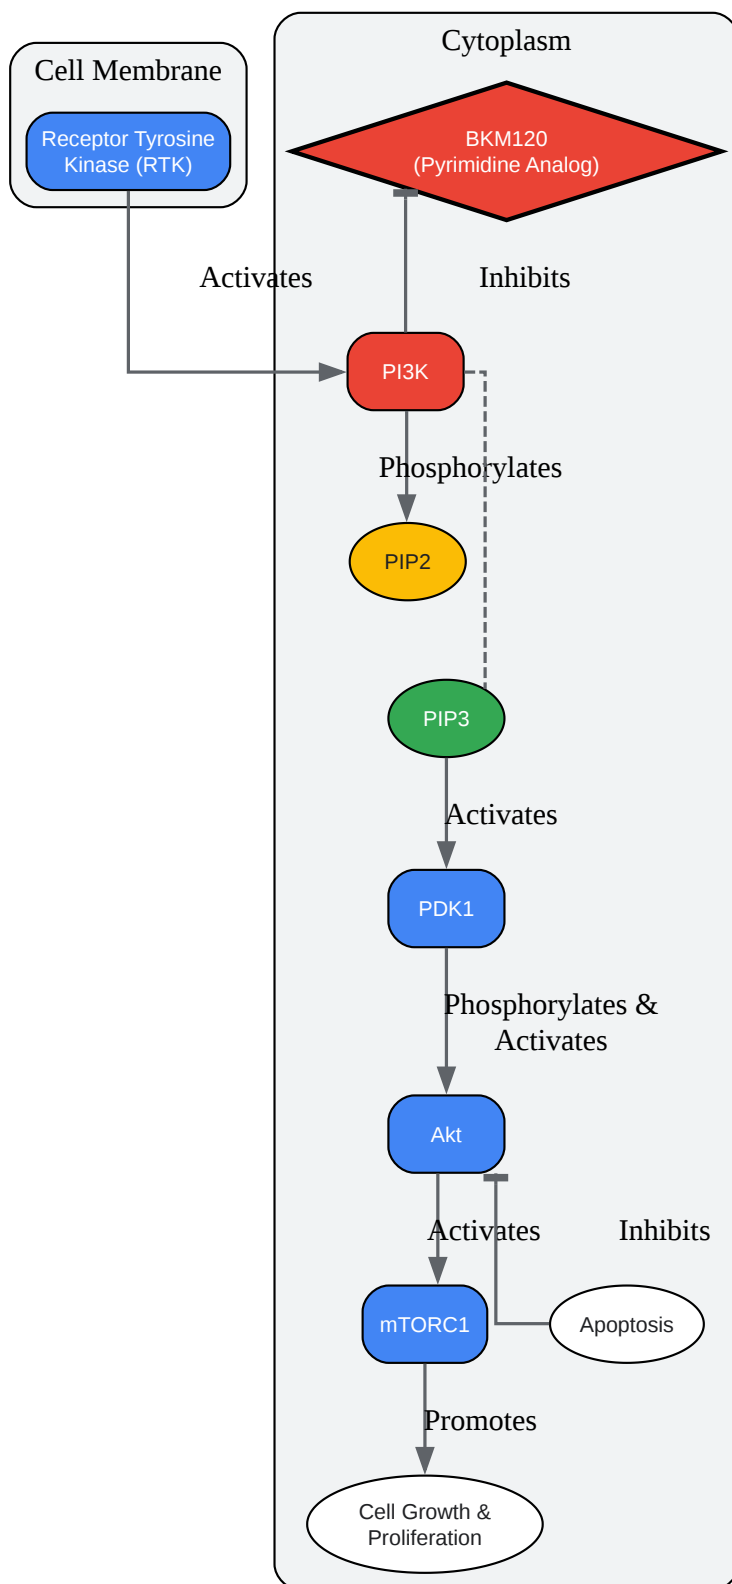 Cytoplasm
Cell Membrane
Receptor Tyrosine
Kinase (RTK)
BKM120
(Pyrimidine Analog)
Activates
Inhibits
PI3K
Phosphorylates
PIP2
PIP3
Activates
PDK1
Phosphorylates &
Activates
Akt
Activates
Inhibits
mTORC1
Apoptosis
Promotes
Cell Growth &
Proliferation